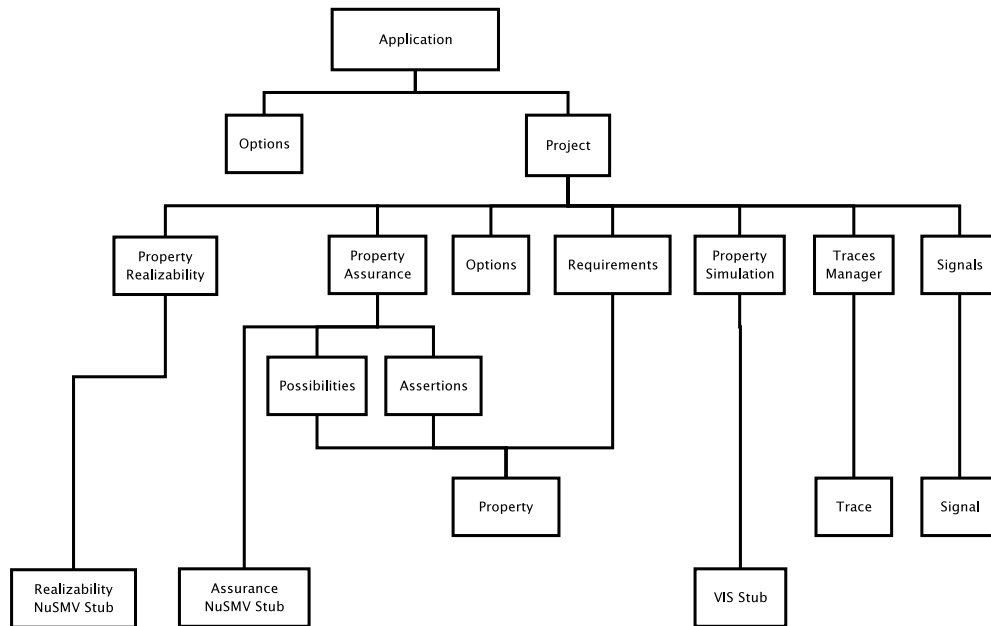 Application
Options
Project
Property
Realizability
Property
Assurance
Options
Requirements
Property
Simulation
Traces
Manager
Signals
Possibilities
Assertions
Property
Trace
Signal
Realizability
NuSMV Stub
Assurance
NuSMV Stub
VIS Stub